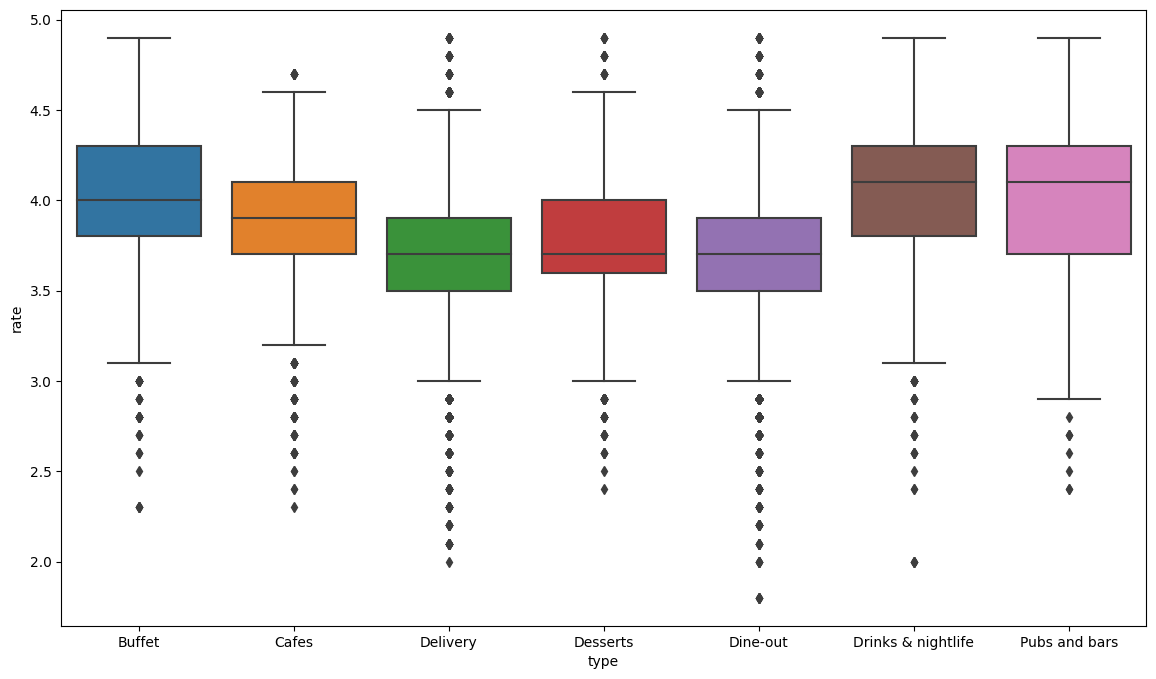 5.0
4.5
4.0
3.5
3.0
2.5
2.0
rate
Buffet Cafes Delivery Desserts Dine-out Drinks & nightlife Pubs and bars
type